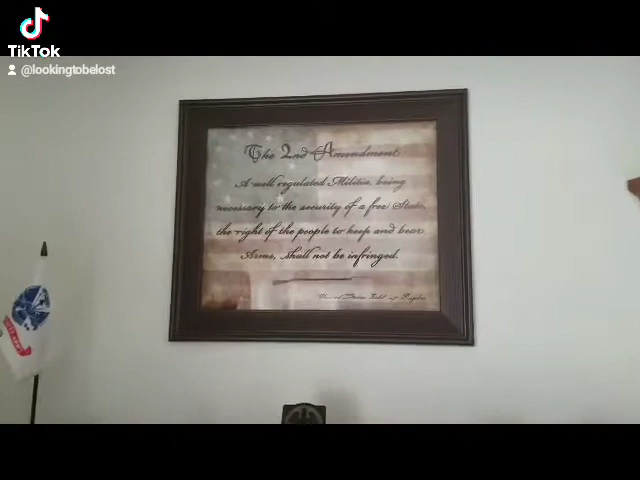 TikTok
@lookingtobelost
The 2nd Amendment
A well regulated Militia, being
necessary to the security of a free State,
the right of the people to keep and bear
Arms, shall not be infringed.